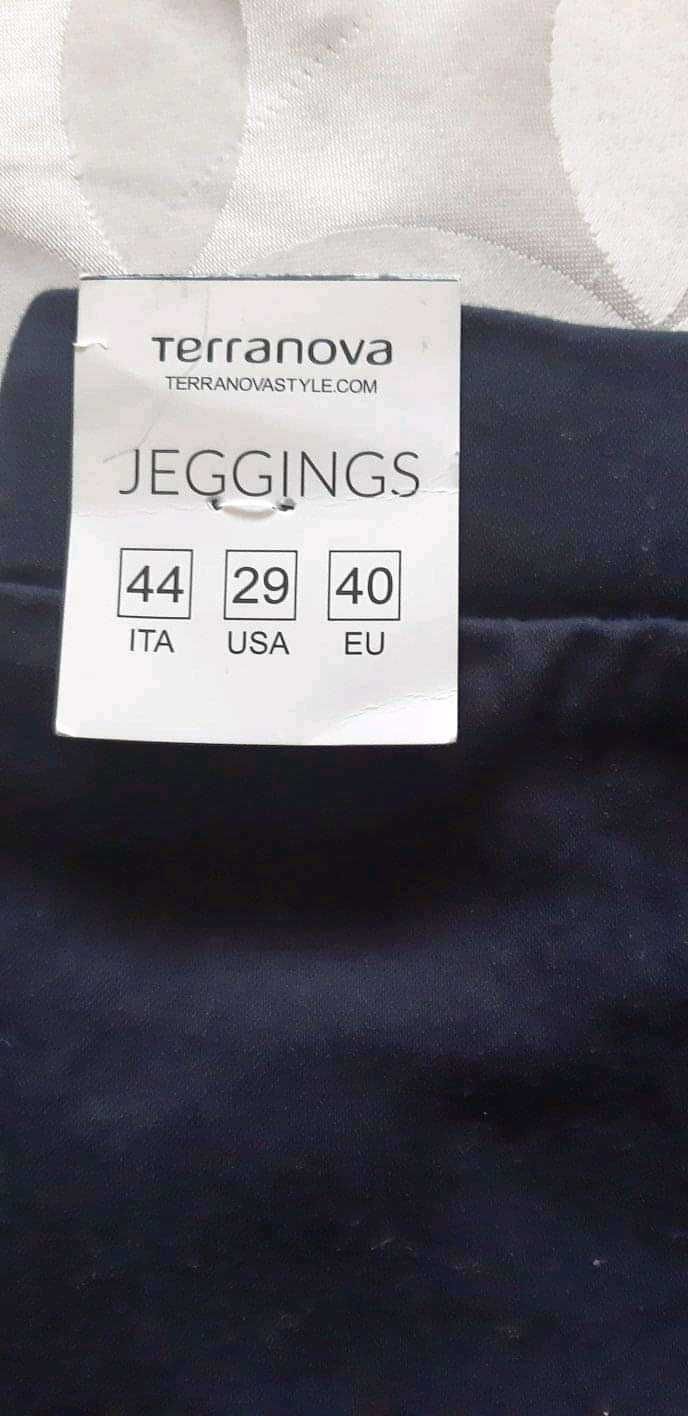 Terranova
TERRANOVASTYLE.COM
JEGGINGS
44 29 40
ITA USA EU